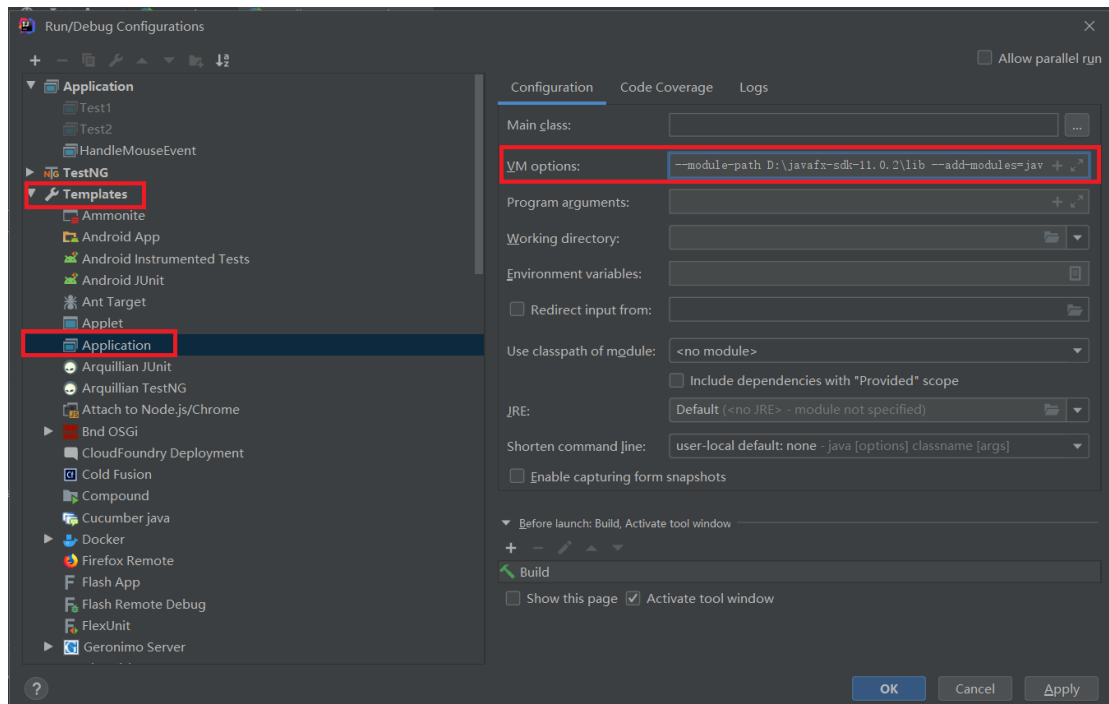 Run/Debug Configurations
Allow parallel run
Application
Test1
Test2
HandleMouseEvent
TestNG
Templates
Ammonite
Android App
Android Instrumented Tests
Android JUnit
Ant Target
Applet
Application
Arquillian JUnit
Arquillian TestNG
Attach to Node.js/Chrome
Bnd OSGi
CloudFoundry Deployment
Cold Fusion
Compound
Cucumber java
Docker
Firefox Remote
Flash App
Flash Remote Debug
FlexUnit
Geronimo Server
Configuration Code Coverage Logs
Main class:
...
VM options: --module-path D:\javafx-sdk-11.0.2\lib --add-modules=jav
Program arguments:
Working directory:
Environment variables:
Redirect input from:
Use classpath of module: <no module>
Include dependencies with "Provided" scope
JRE: Default (<no JRE> - module not specified)
Shorten command line: user-local default: none - java [options] classname [args]
Enable capturing form snapshots
Before launch: Build, Activate tool window
Build
Show this page Activate tool window
? OK Cancel Apply